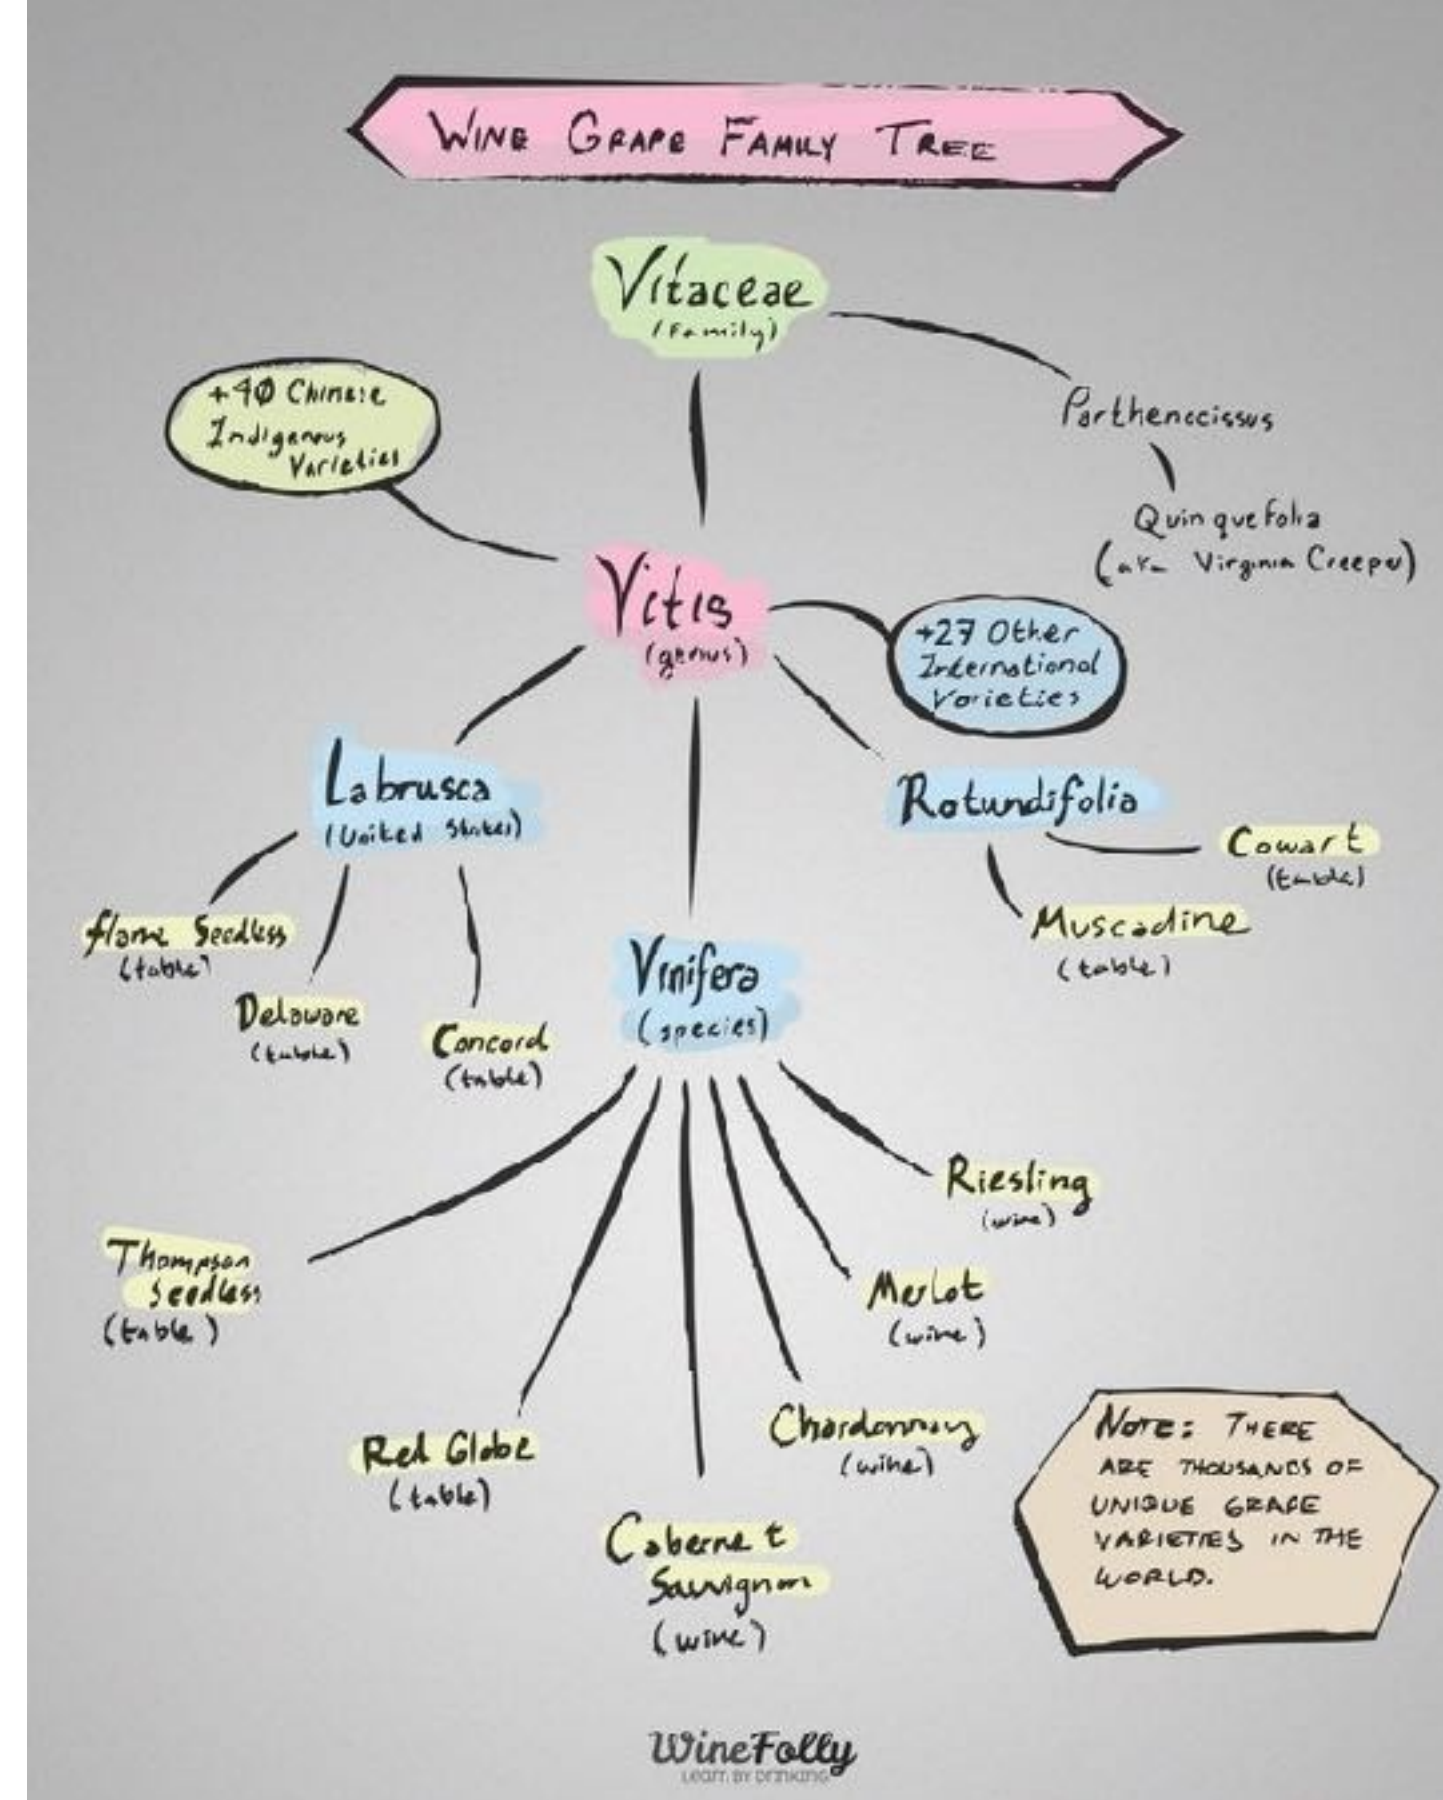 WINE GRAPE FAMILY TREE
Vitaceae
(Family)
+40 Chinese
Indigenous
Varieties
Parthenocissus
Quinquefolia
(aka Virginia Creeper)
Vitis
(genus)
+27 Other
International
Varieties
Labrusca
(United States)
Rotundifolia
Cowart
(table)
Muscadine
(table)
flame Seedless
(table)
Delaware
(table)
Concord
(table)
Vinifera
(species)
Riesling
(wine)
Thompson
Seedless
(table)
Merlot
(wine)
Chardonnay
(wine)
Red Globe
(table)
Cabernet
Sauvignon
(wine)
NOTE: THERE
ARE THOUSANDS OF
UNIQUE GRAPE
VARIETIES IN THE
WORLD.
WineFolly
LEARN BY DRINKING